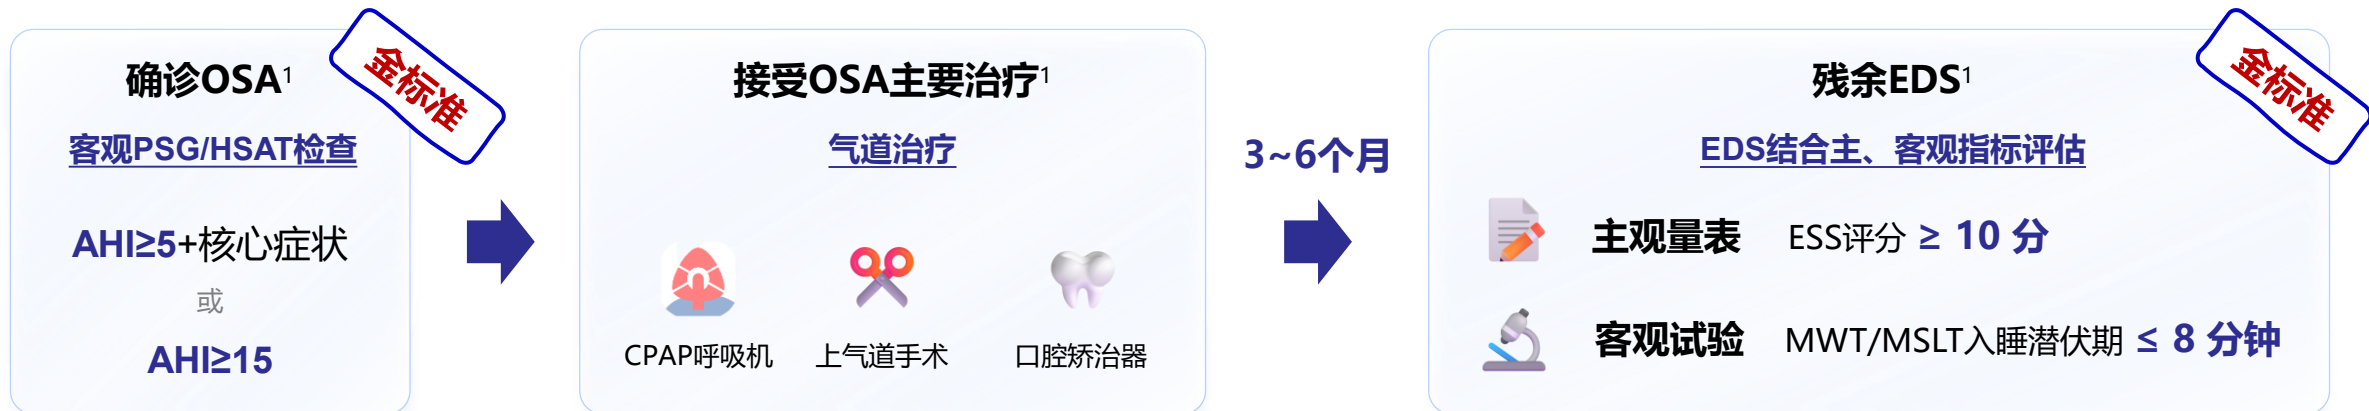 确诊OSA1
金标准
客观PSG/HSAT检查
AHI≥5+核心症状
或
AHI≥15
接受OSA主要治疗1
气道治疗
CPAP呼吸机
上气道手术
口腔矫治器
3~6个月
残余EDS1
金标准
EDS结合主、客观指标评估
主观量表 ESS评分 ≥ 10 分
客观试验 MWT/MSLT入睡潜伏期 ≤ 8 分钟